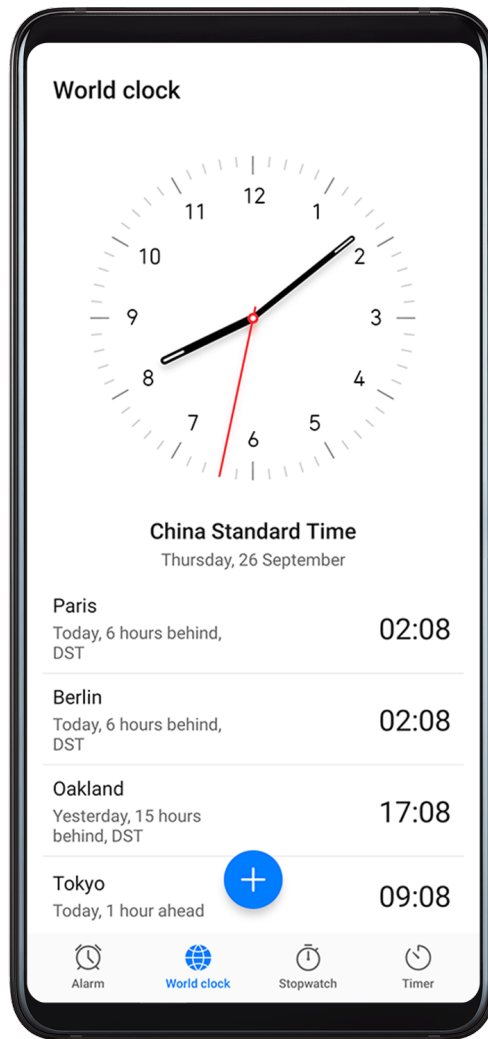 World clock
12
11
1
10
2
9
3
8
4
7
5
6
China Standard Time
Thursday, 26 September
Paris
Today, 6 hours behind,
DST
02:08
Berlin
Today, 6 hours behind,
DST
02:08
Oakland
Yesterday, 15 hours
behind, DST
17:08
Tokyo
Today, 1 hour ahead
09:08
Alarm
World clock
Stopwatch
Timer